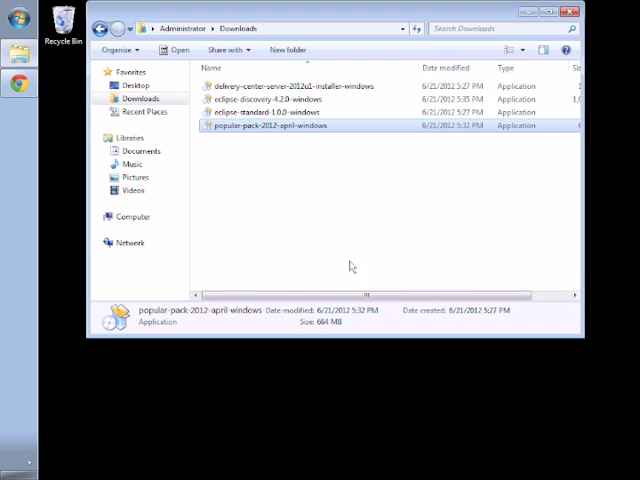 Recycle Bin
Administrator ▸ Downloads
Search Downloads
Organize
Open
Share with
New folder
Name
Date modified
Type
Favorites
Desktop
Downloads
Recent Places
Libraries
Documents
Music
Pictures
Videos
Computer
Network
delivery-center-server-2012u1-installer-windows 6/21/2012 5:27 PM Application
eclipse-discovery-4.2.0-windows 6/21/2012 5:35 PM Application
eclipse-standard-1.0.0-windows 6/21/2012 5:27 PM Application
popular-pack-2012-april-windows 6/21/2012 5:32 PM Application
popular-pack-2012-april-windows Date modified: 6/21/2012 5:32 PM Date created: 6/21/2012 5:27 PM
Application Size: 664 MB